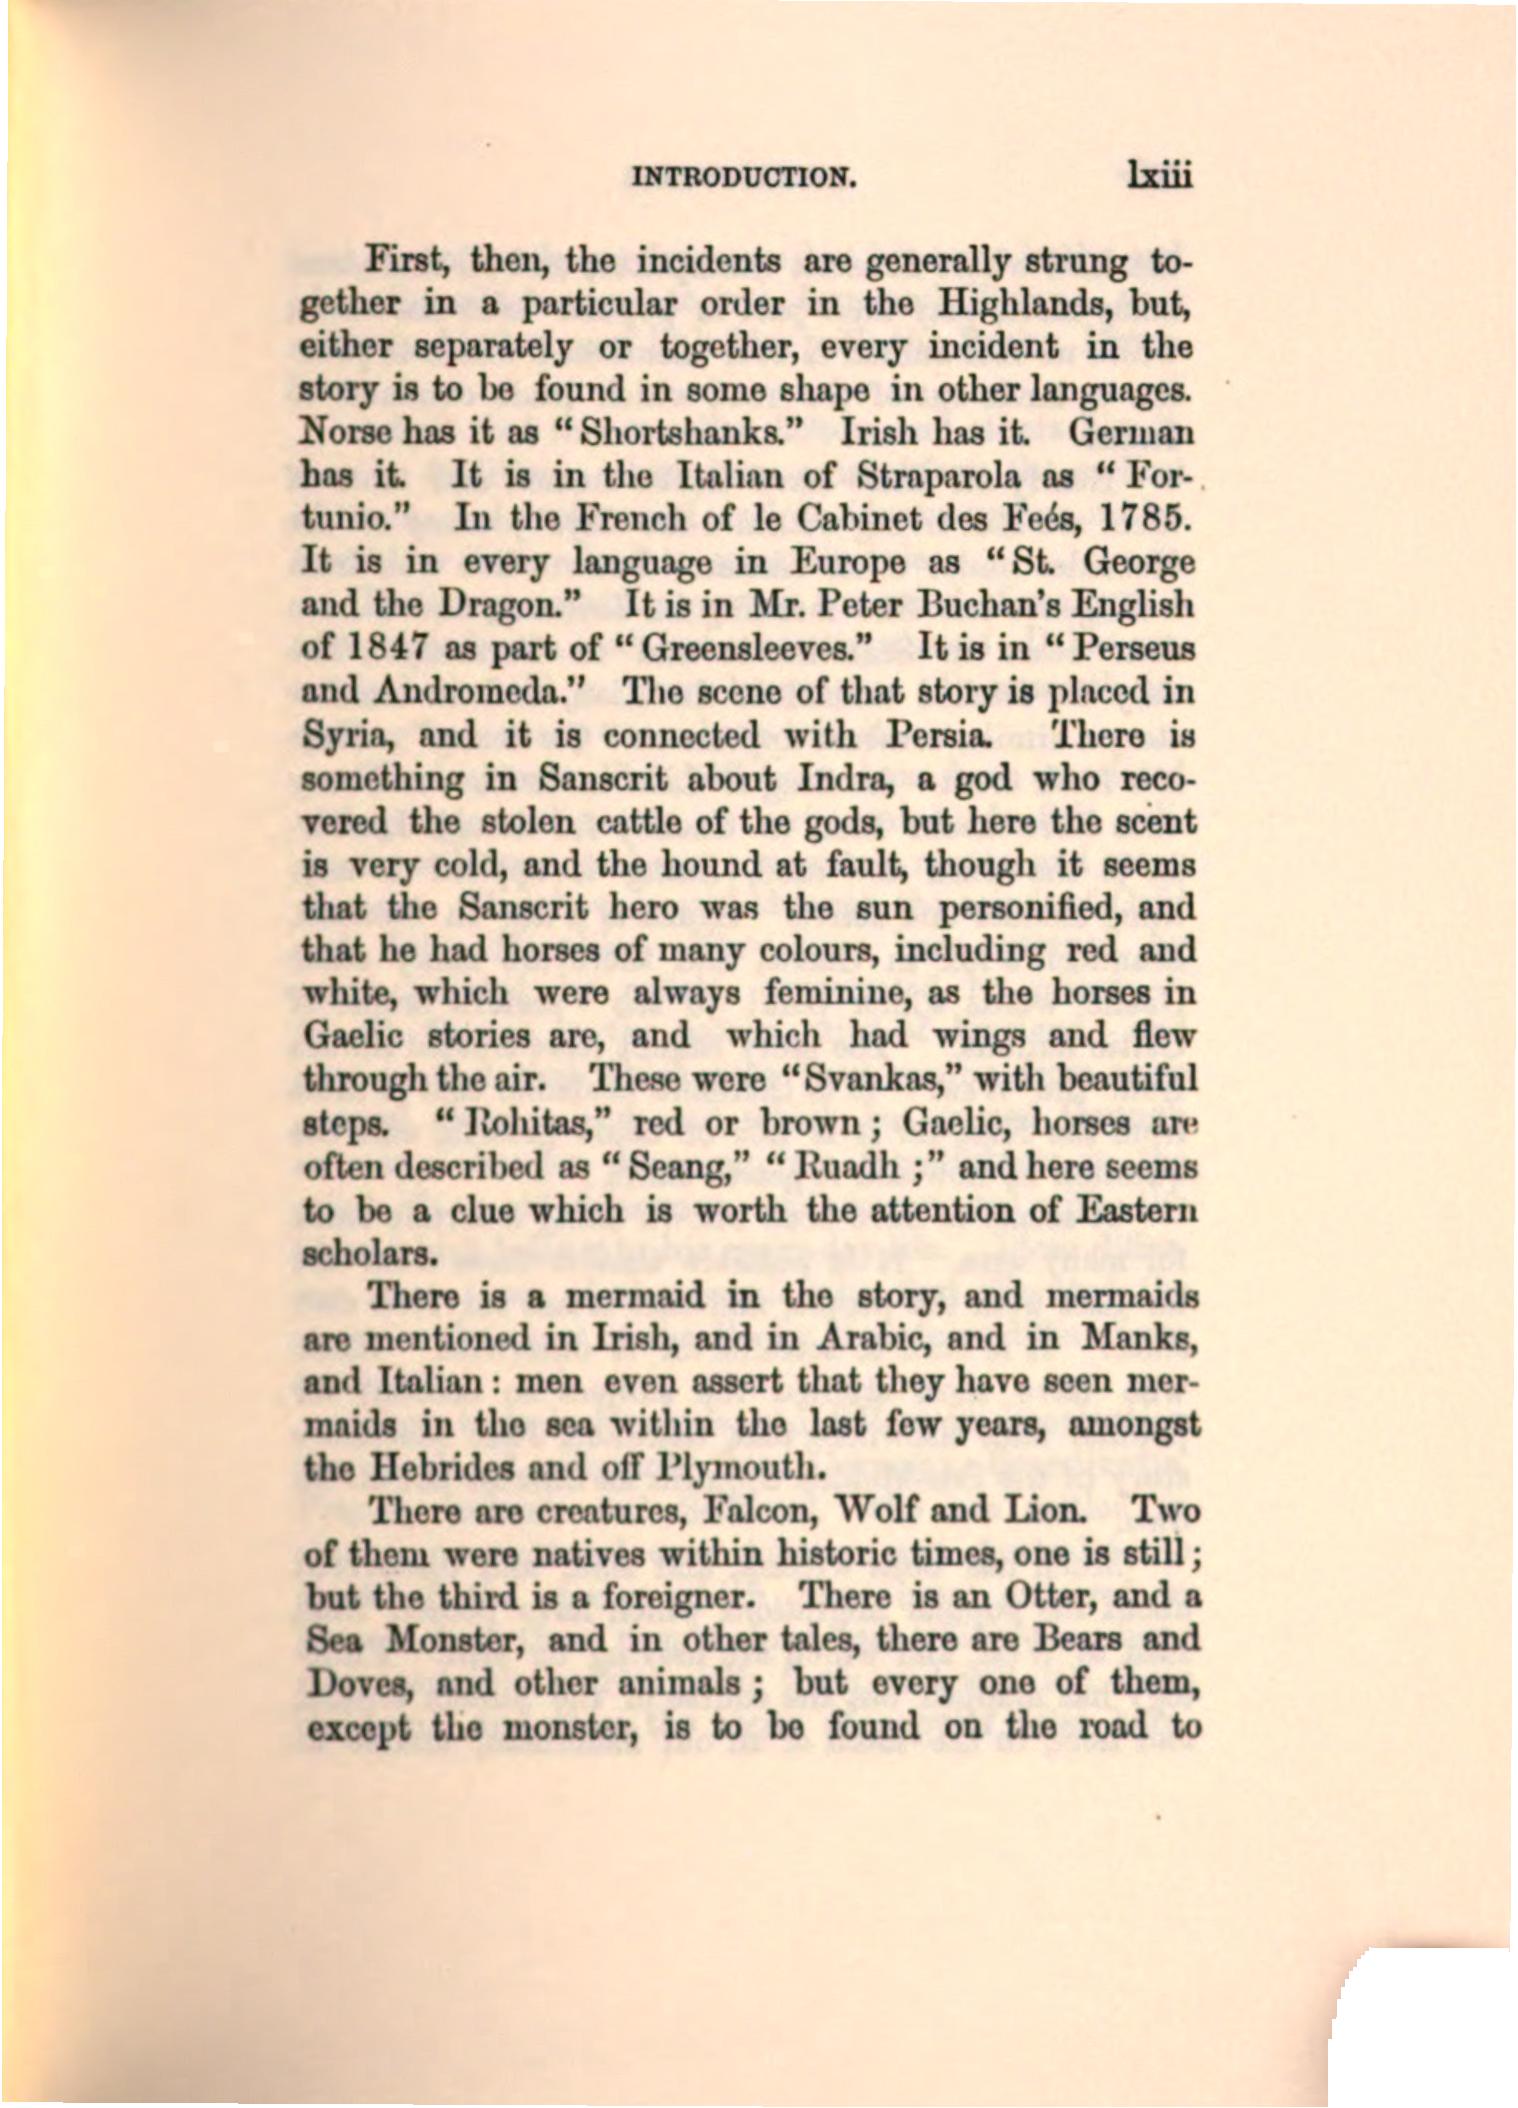 INTRODUCTION. lxiii
First, then, the incidents are generally strung to-
gether in a particular order in the Highlands, but,
either separately or together, every incident in the
story is to be found in some shape in other languages.
Norse has it as "Shortshanks." Irish has it. German
has it. It is in the Italian of Straparola as "For-
tunio." In the French of le Cabinet des Feés, 1785.
It is in every language in Europe as "St. George
and the Dragon." It is in Mr. Peter Buchan's English
of 1847 as part of "Greensleeves." It is in "Perseus
and Andromeda." The scene of that story is placed in
Syria, and it is connected with Persia. There is
something in Sanscrit about Indra, a god who reco-
vered the stolen cattle of the gods, but here the scent
is very cold, and the hound at fault, though it seems
that the Sanscrit hero was the sun personified, and
that he had horses of many colours, including red and
white, which were always feminine, as the horses in
Gaelic stories are, and which had wings and flew
through the air. These were "Svankas," with beautiful
steps. "Rohitas," red or brown; Gaelic, horses are
often described as "Seang," "Ruadh;" and here seems
to be a clue which is worth the attention of Eastern
scholars.
There is a mermaid in the story, and mermaids
are mentioned in Irish, and in Arabic, and in Manks,
and Italian: men even assert that they have seen mer-
maids in the sea within the last few years, amongst
the Hebrides and off Plymouth.
There are creatures, Falcon, Wolf and Lion. Two
of them were natives within historic times, one is still;
but the third is a foreigner. There is an Otter, and a
Sea Monster, and in other tales, there are Bears and
Doves, and other animals; but every one of them,
except the monster, is to be found on the road to